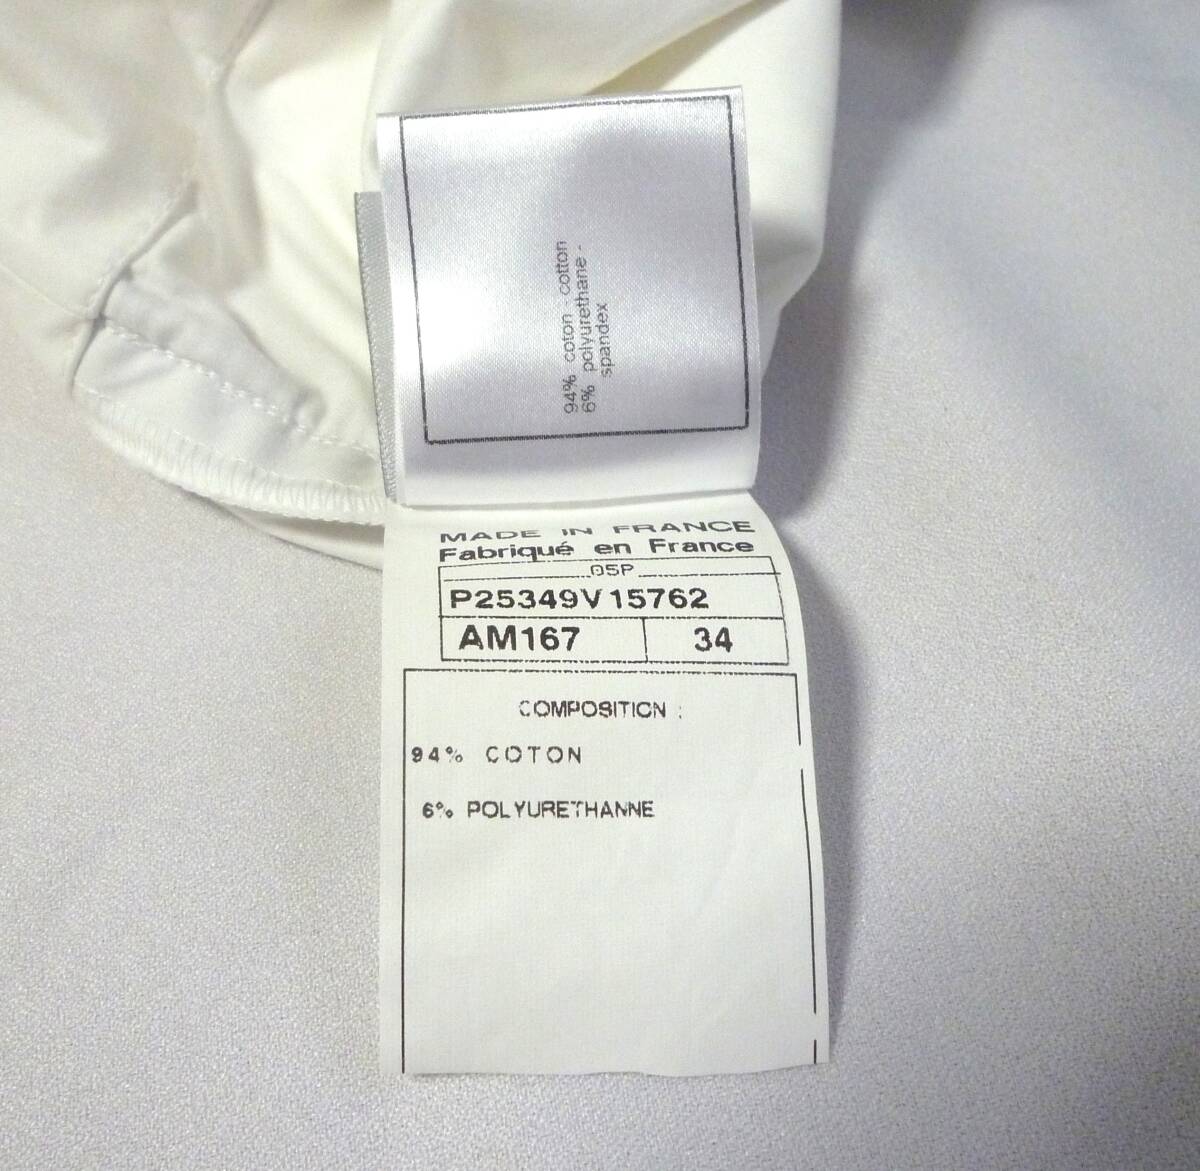 94% coton . cotton
6% polyurethane -
spandex
MADE IN FRANCE
Fabriqué en France
05P
P25349V15762
AM167 34
COMPOSITION :
94% COTON
6% POLYURETHANNE